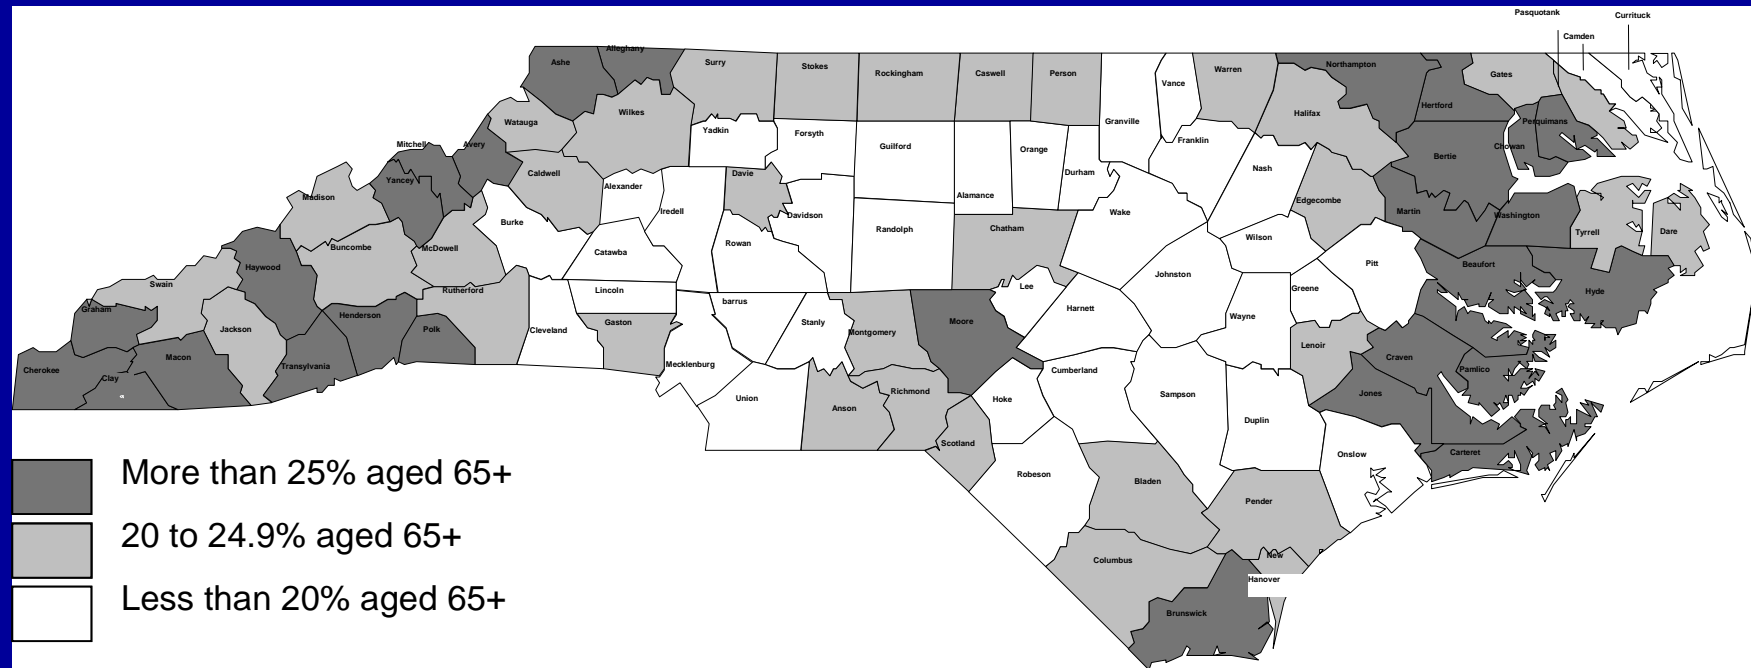 Pasquotank
Currituck
Camden
Alleghany
Ashe
Surry
Stokes
Rockingham
Caswell
Person
Vance
Warren
Northampton
Gates
Hertford
Watauga
Wilkes
Yadkin
Forsyth
Guilford
Granville
Franklin
Halifax
Perquimans
Chowan
Mitchell
Avery
Orange
Durham
Nash
Bertie
Yancey
Caldwell
Alexander
Davie
Alamance
Edgecombe
Martin
Washington
Madison
Burke
Iredell
Davidson
Randolph
Chatham
Wake
Wilson
Tyrrell
Dare
Buncombe
McDowell
Catawba
Rowan
Haywood
Johnston
Pitt
Beaufort
Swain
Rutherford
Lincoln
barrus
Lee
Greene
Hyde
Graham
Jackson
Henderson
Polk
Cleveland
Gaston
Stanly
Montgomery
Moore
Harnett
Wayne
Lenoir
Craven
Cherokee
Clay
Macon
Transylvania
Mecklenburg
Cumberland
Pamlico
Union
Anson
Richmond
Hoke
Sampson
Duplin
Jones
Scotland
Onslow
Carteret
Robeson
Bladen
Pender
Columbus
New
Hanover
Brunswick
More than 25% aged 65+
20 to 24.9% aged 65+
Less than 20% aged 65+